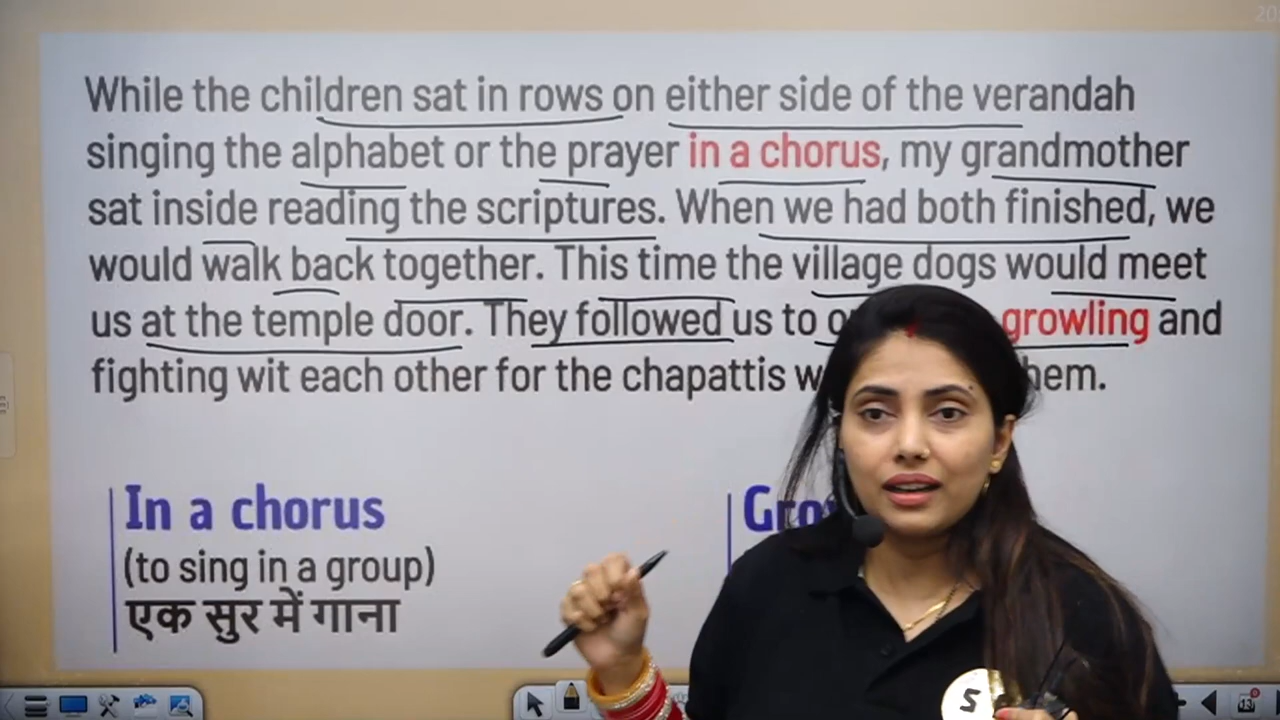 While the children sat in rows on either side of the verandah
singing the alphabet or the prayer in a chorus, my grandmother
sat inside reading the scriptures. When we had both finished, we
would walk back together. This time the village dogs would meet
us at the temple door. They followed us to growling and
fighting wit each other for the chapattis
In a chorus
(to sing in a group)
एक सुर में गाना
S
13